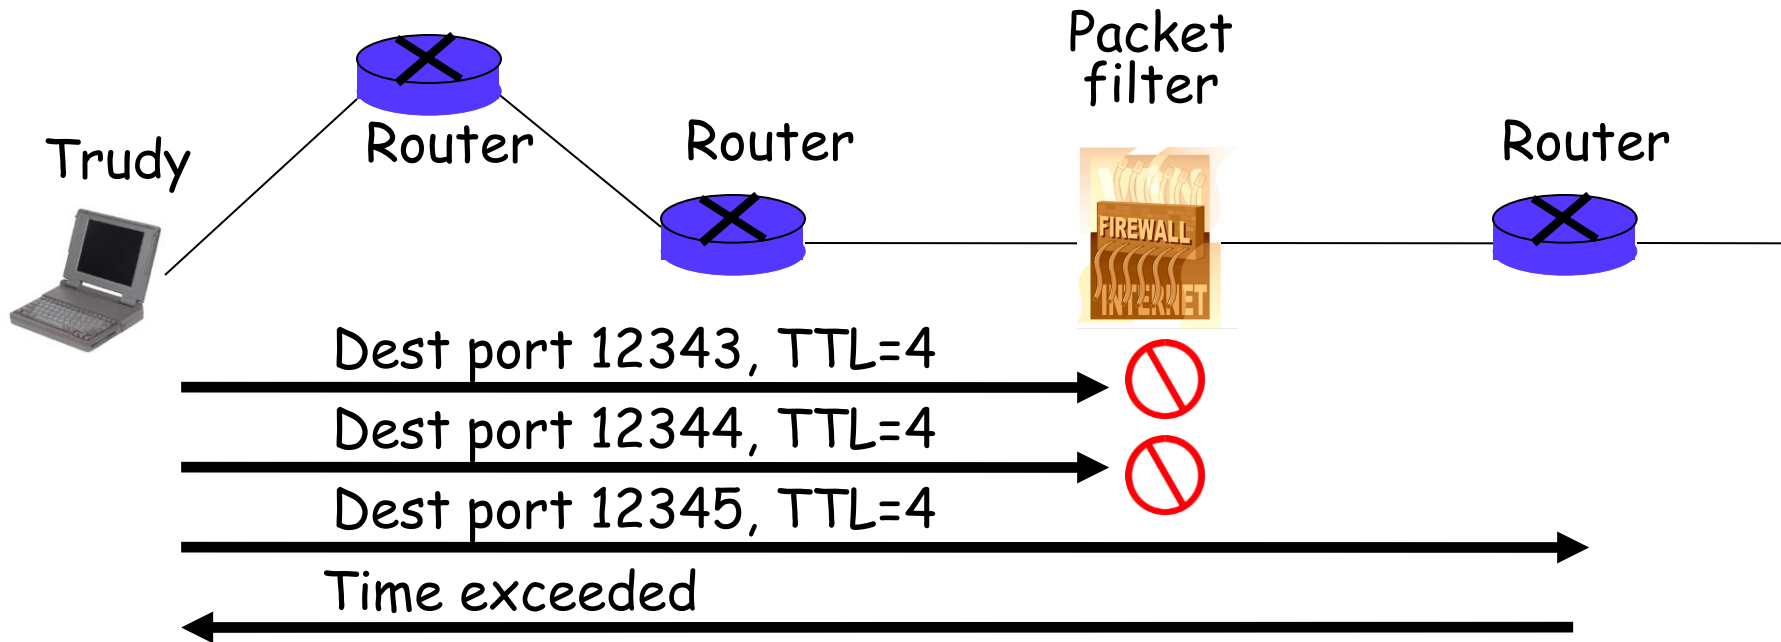 Packet
filter
Router
Router
Router
Trudy
FIREWALL
INTERNET
Dest port 12343, TTL=4
Dest port 12344, TTL=4
Dest port 12345, TTL=4
Time exceeded